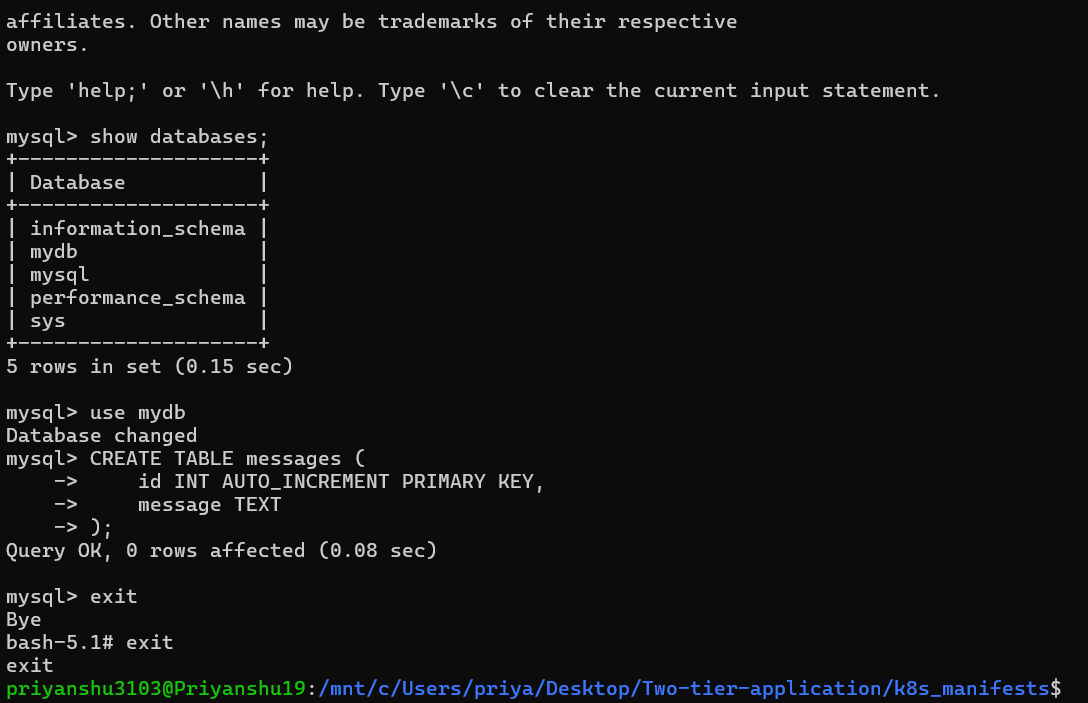 affiliates. Other names may be trademarks of their respective
owners.
Type 'help;' or '\h' for help. Type '\c' to clear the current input statement.
mysql> show databases;
+--------------------+
| Database           |
+--------------------+
| information_schema |
| mydb               |
| mysql              |
| performance_schema |
| sys                |
+--------------------+
5 rows in set (0.15 sec)
mysql> use mydb
Database changed
mysql> CREATE TABLE messages (
    ->     id INT AUTO_INCREMENT PRIMARY KEY,
    ->     message TEXT
    -> );
Query OK, 0 rows affected (0.08 sec)
mysql> exit
Bye
bash-5.1# exit
exit
priyanshu3103@Priyanshu19:/mnt/c/Users/priya/Desktop/Two-tier-application/k8s_manifests$